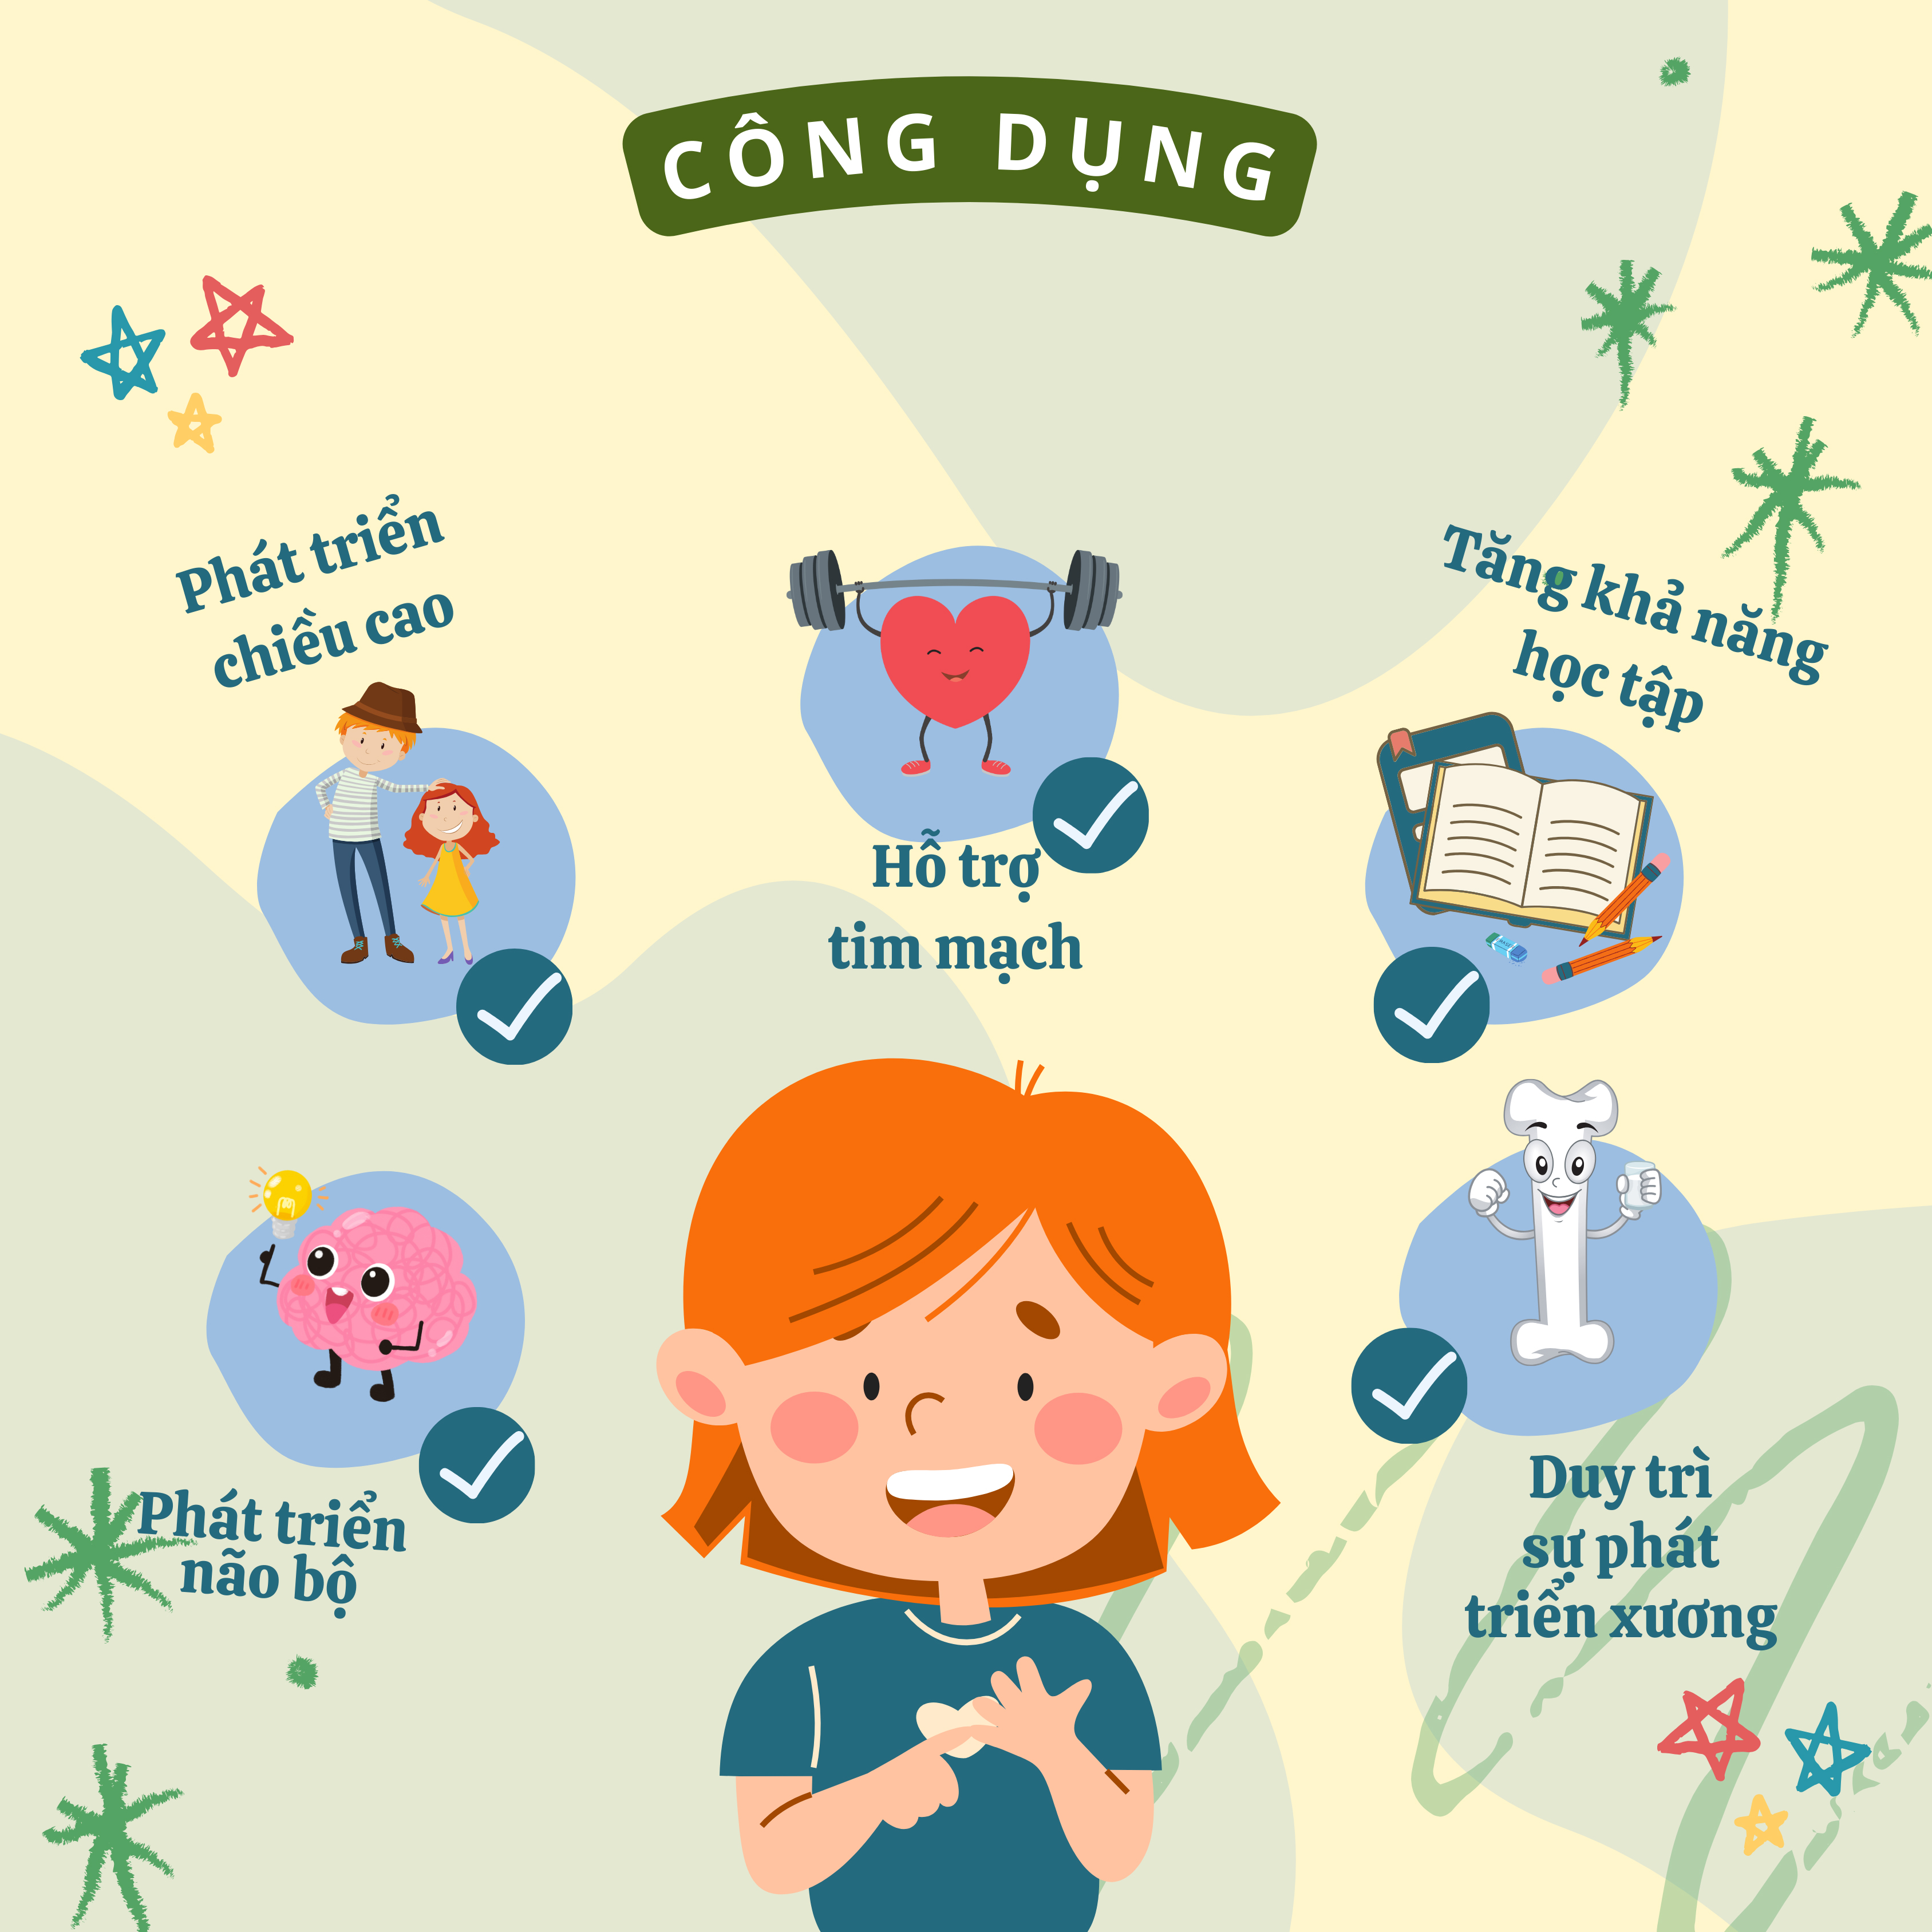 CÔNG DỤNG
Phát triển
chiều cao
Hỗ trợ
tim mạch
Tăng khả năng
học tập
Phát triển
não bộ
Duy trì
sự phát
triển xương